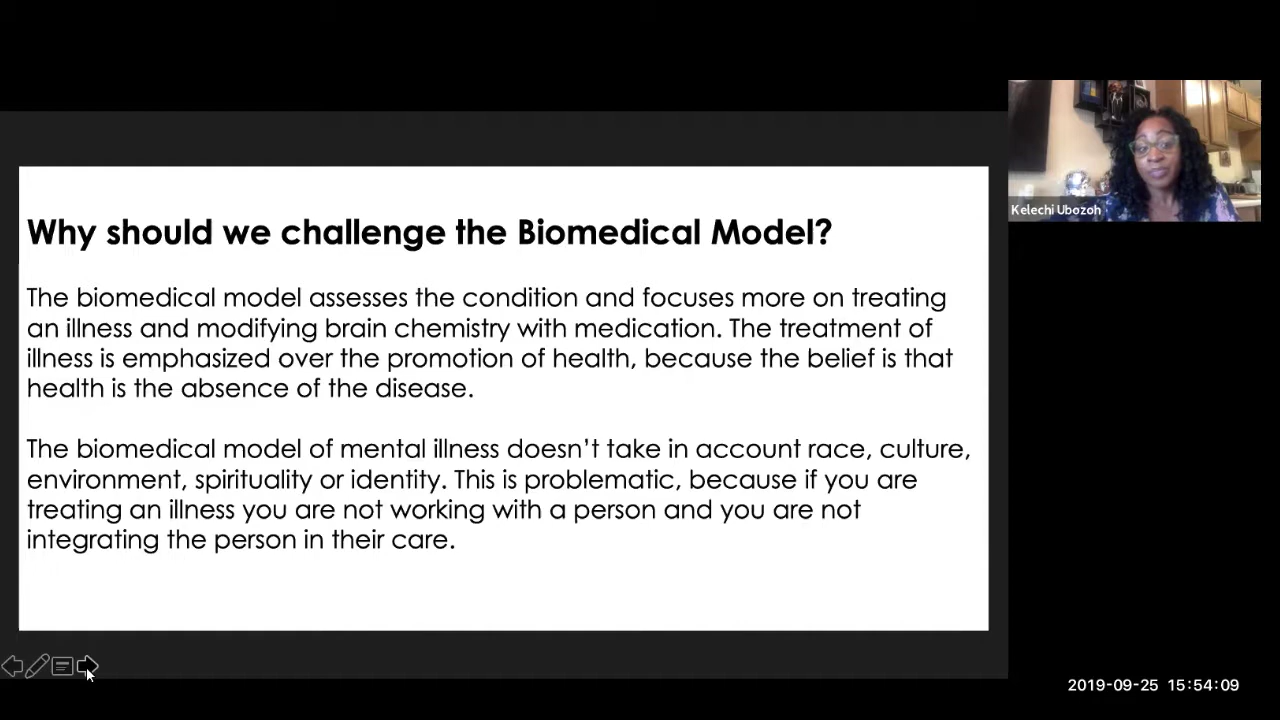 Why should we challenge the Biomedical Model?
The biomedical model assesses the condition and focuses more on treating
an illness and modifying brain chemistry with medication. The treatment of
illness is emphasized over the promotion of health, because the belief is that
health is the absence of the disease.
The biomedical model of mental illness doesn't take in account race, culture,
environment, spirituality or identity. This is problematic, because if you are
treating an illness you are not working with a person and you are not
integrating the person in their care.
Kelechi Ubozoh
2019-09-25 15:54:09